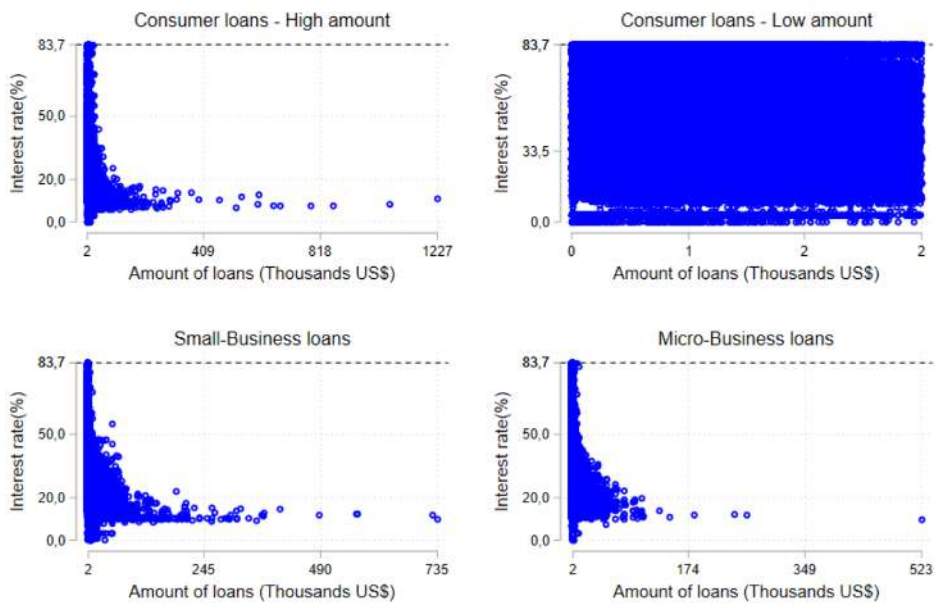 Consumer loans - High amount
Interest rate(%)
83,7
50,0
20,0
0,0
2 409 818 1227
Amount of loans (Thousands US$)
Consumer loans - Low amount
Interest rate(%)
83,7
33,5
0,0
0 1 2 2
Amount of loans (Thousands US$)
Small-Business loans
Interest rate(%)
83,7
50,0
20,0
0,0
2 245 490 735
Amount of loans (Thousands US$)
Micro-Business loans
Interest rate(%)
83,7
50,0
20,0
0,0
2 174 349 523
Amount of loans (Thousands US$)